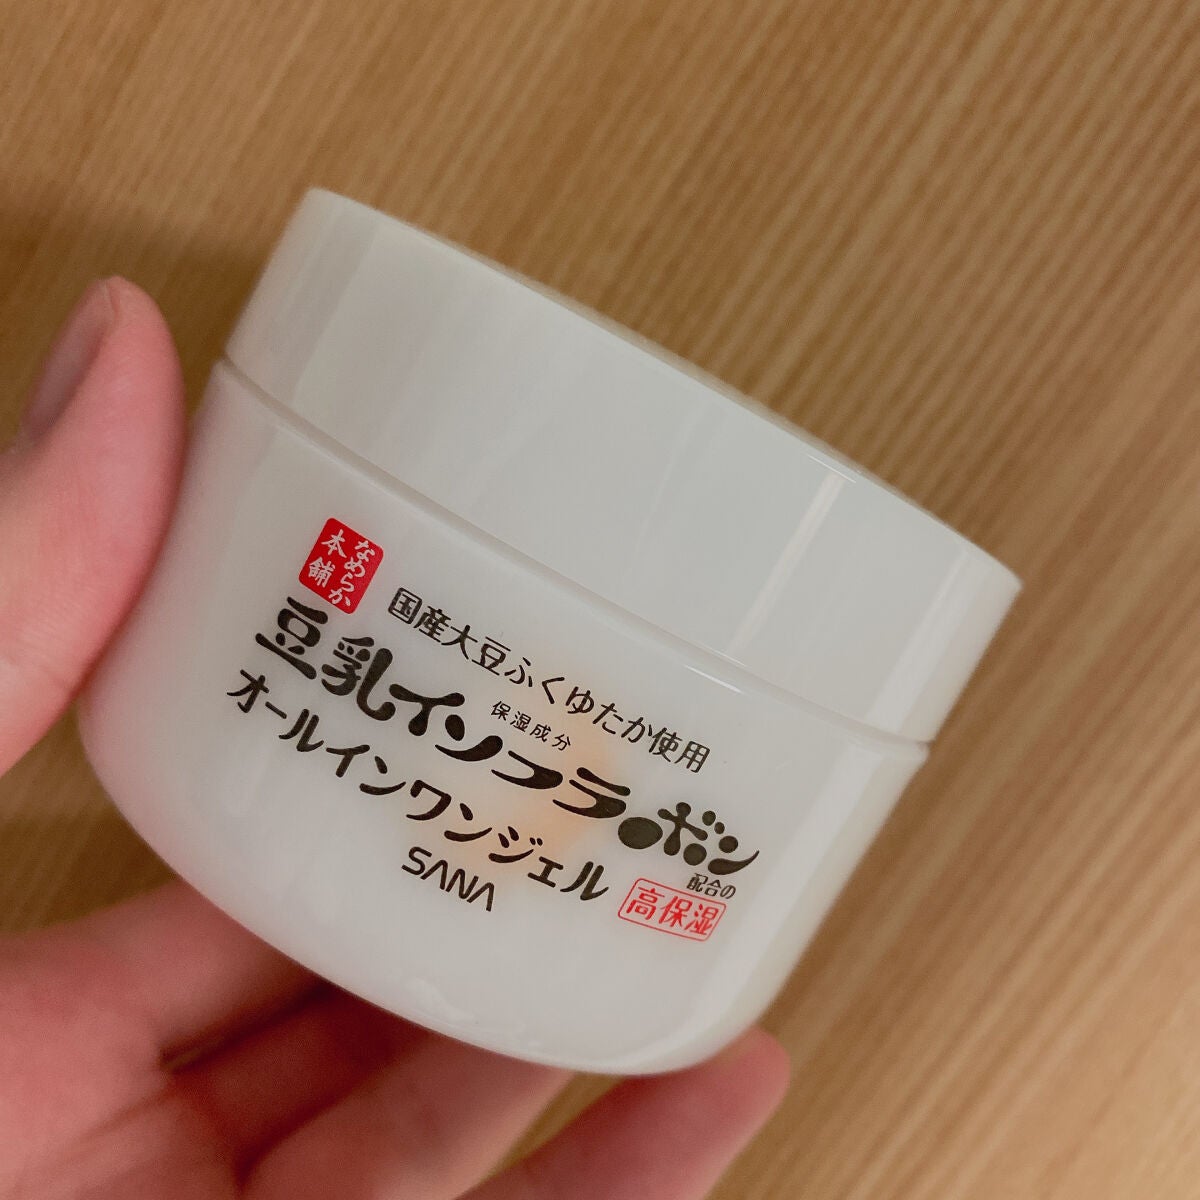 なめらか
本舗
国産大豆ふくゆたか使用
豆乳イソフラボン
保湿成分
配合の
オールインワンジェル
高保湿
SANA